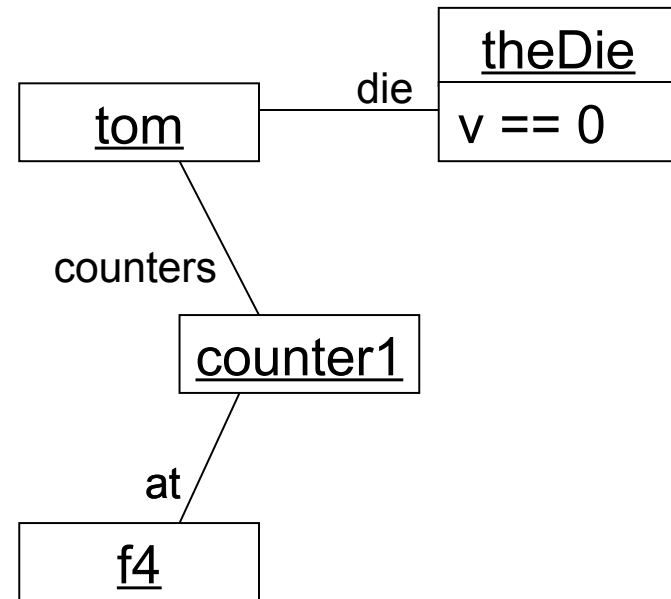 theDie
die
tom
v == 0
counters
counter1
at
f4